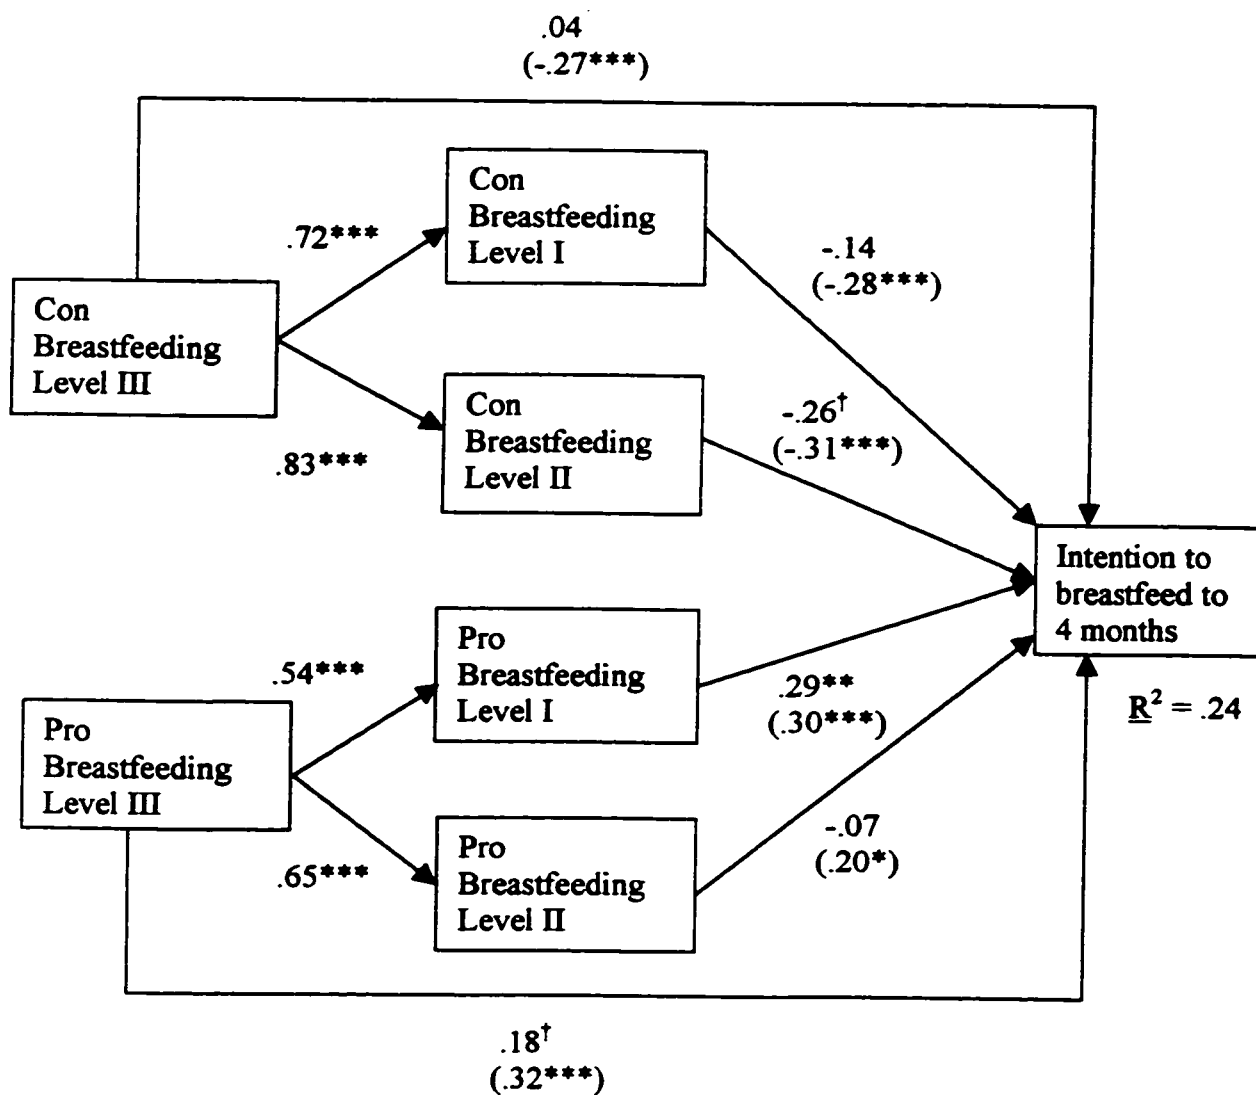 .04
(-.27***)
Con
Breastfeeding
Level I
.72***
-.14
(-.28***)
Con
Breastfeeding
Level III
Con
Breastfeeding
Level II
-.26†
(-.31***)
.83***
Intention to
breastfeed to
4 months
Pro
Breastfeeding
Level I
.54***
.29**
(.30***)
R² = .24
Pro
Breastfeeding
Level III
Pro
Breastfeeding
Level II
-.07
(.20*)
.65***
.18†
(.32***)